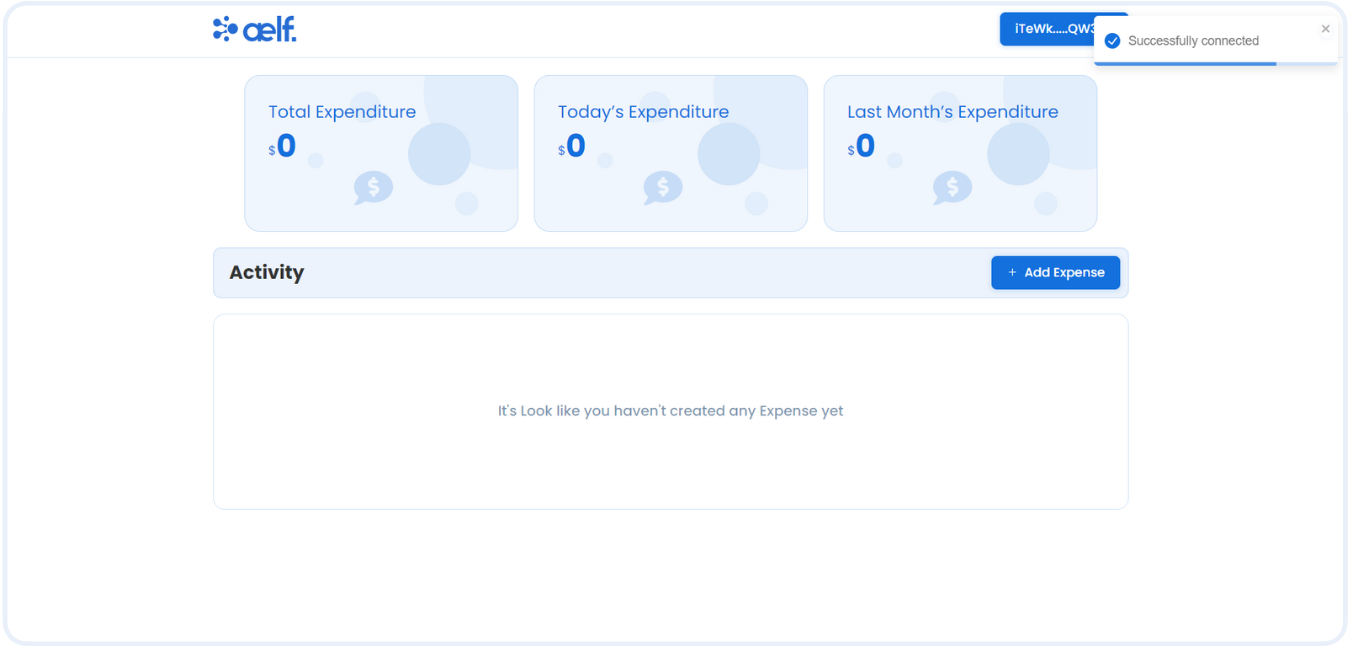 aelf.
iTeWk.....QW3
Successfully connected
Total Expenditure
$0
Today's Expenditure
$0
Last Month's Expenditure
$0
Activity
+ Add Expense
It's Look like you haven't created any Expense yet